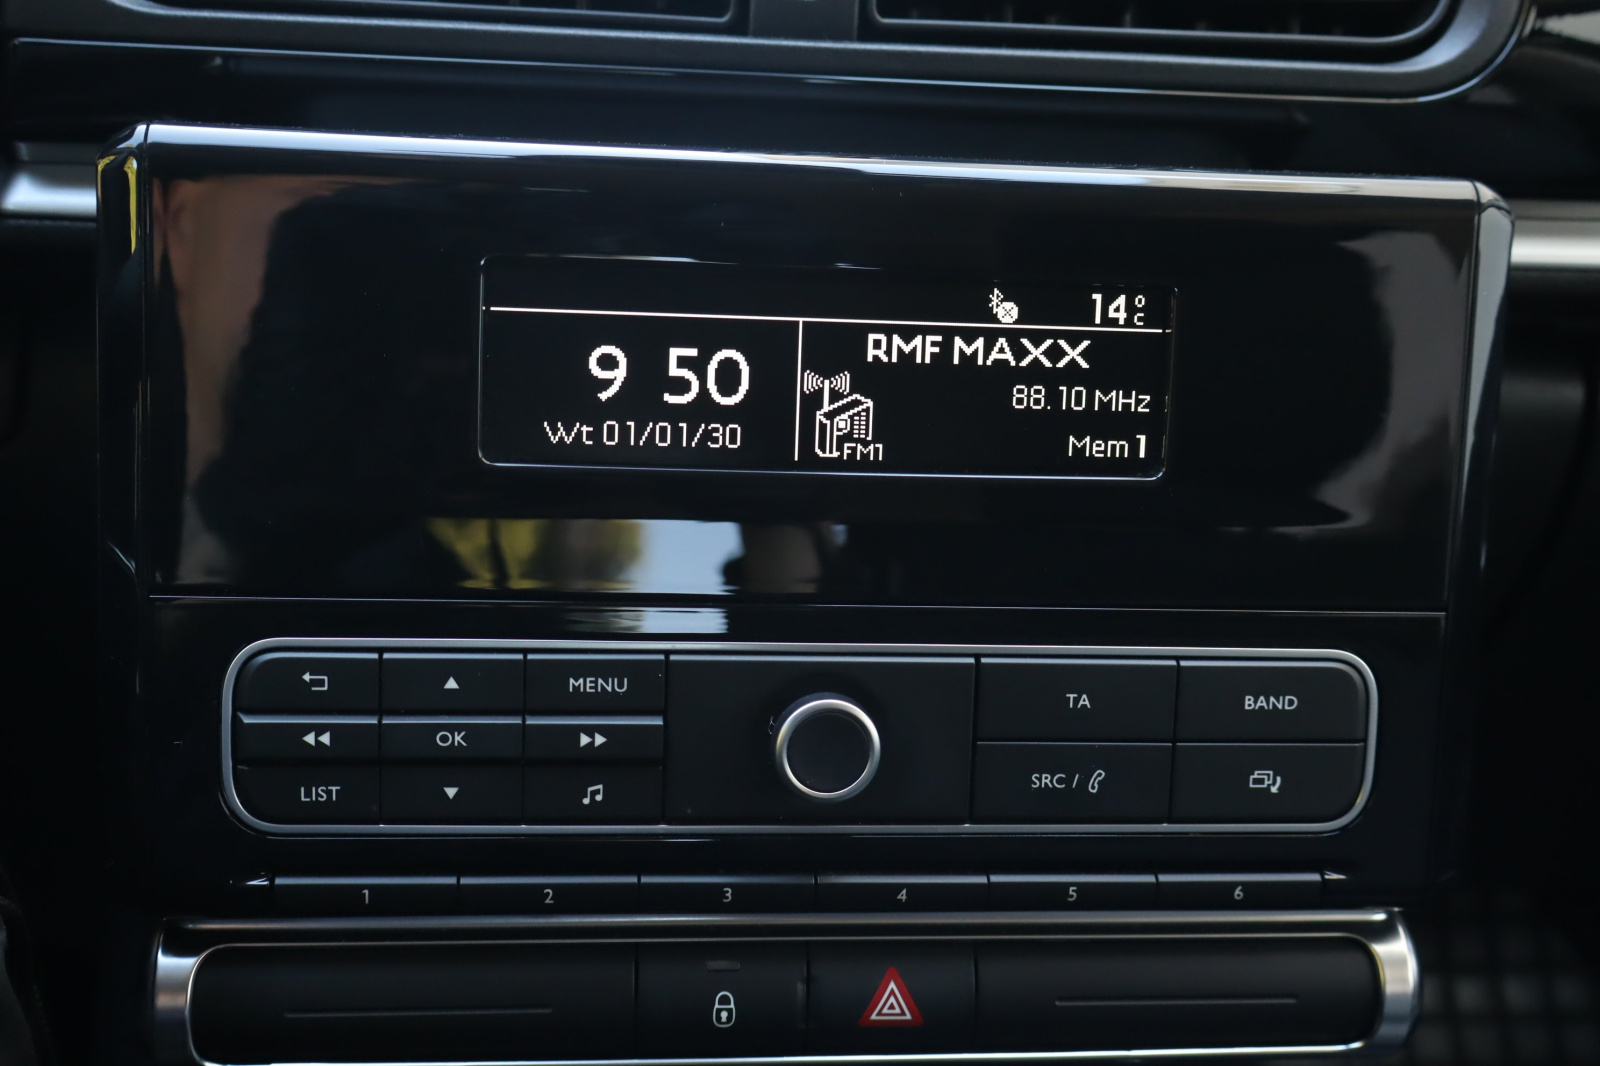 14°C
9 50
Wt 01/01/30
RMF MAXX
88.10 MHz
FM1
Mem 1
MENU
OK
LIST
TA
BAND
SRC /
1 2 3 4 5 6